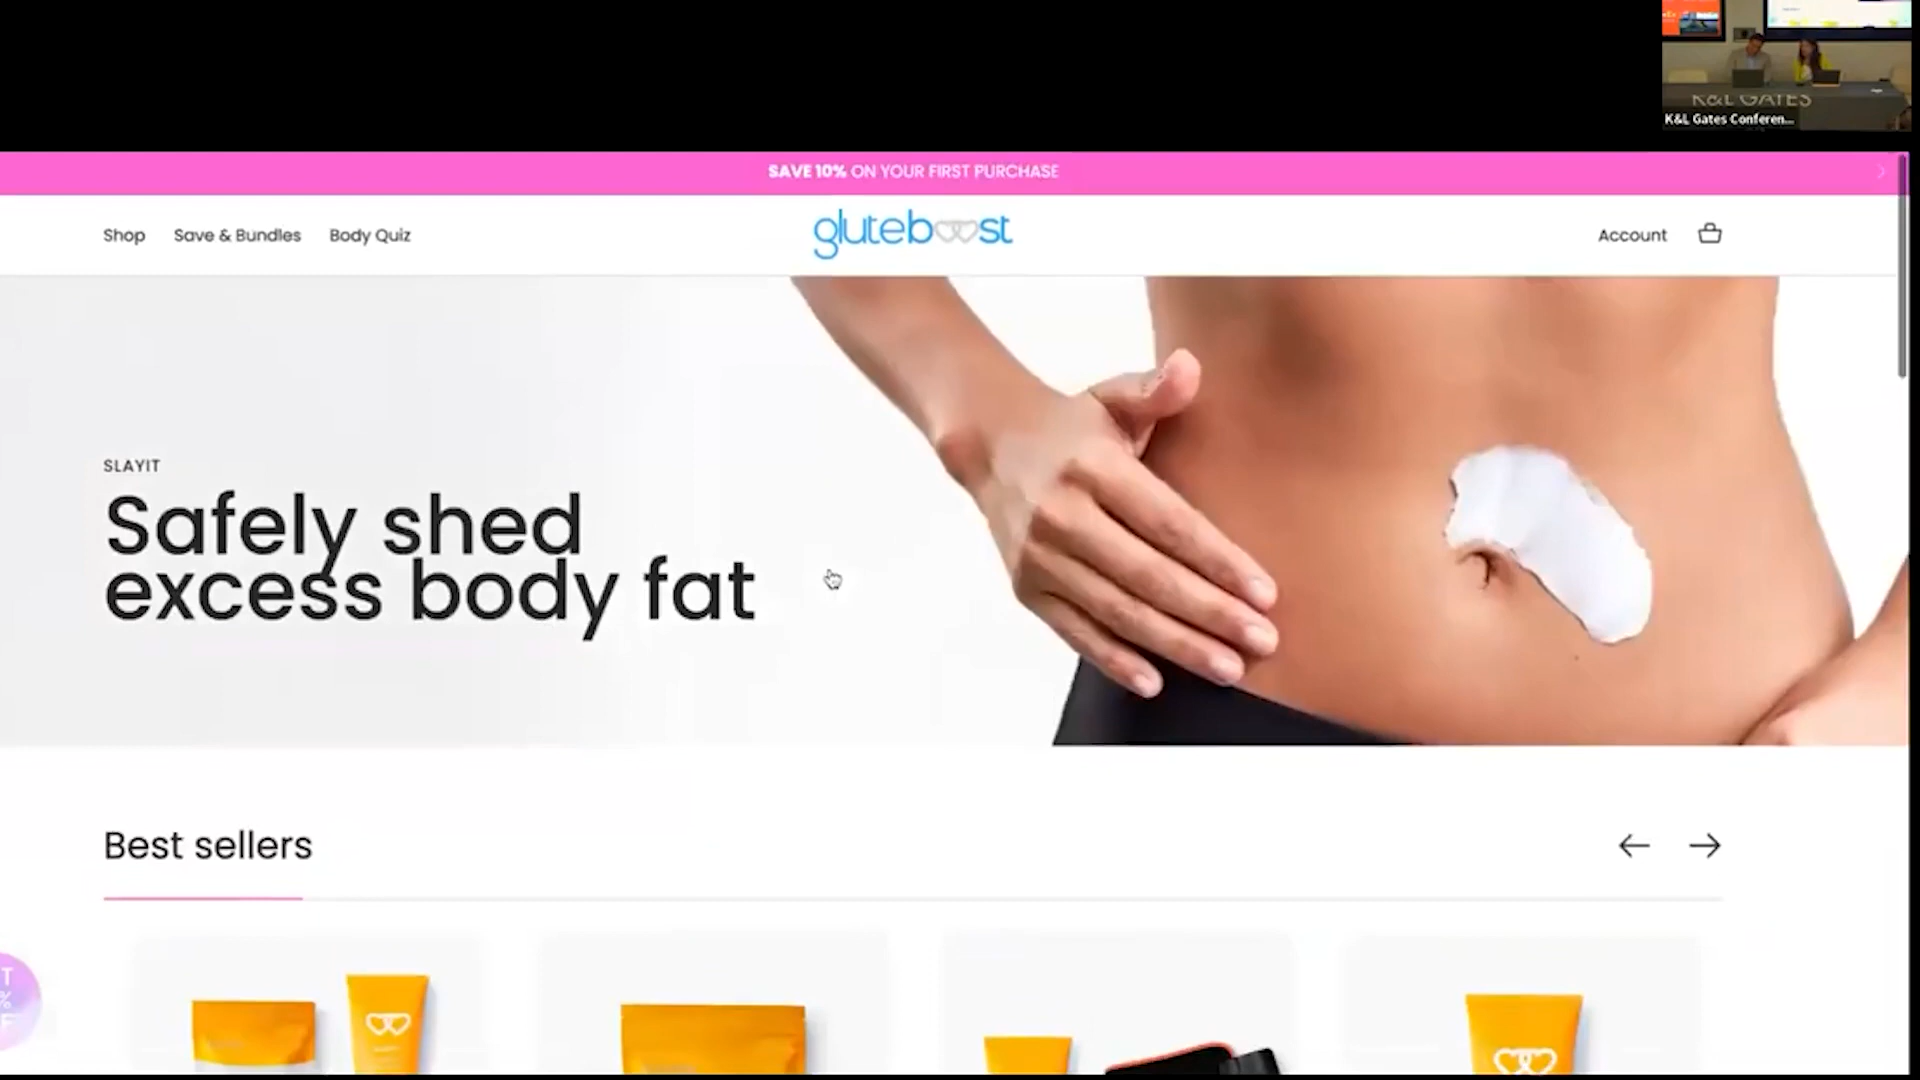 K&L GATES
K&L Gates Conferen...
SAVE 10% ON YOUR FIRST PURCHASE
Shop
Save & Bundles
Body Quiz
gluteboost
Account
SLAYIT
Safely shed
excess body fat
Best sellers
T
%
F